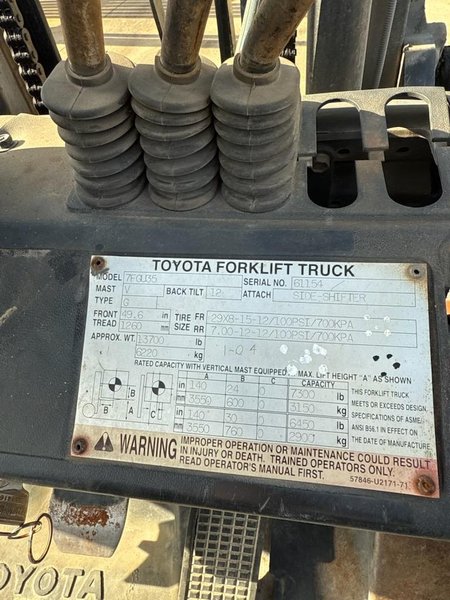 TOYOTA FORKLIFT TRUCK
MODEL 7FGU35 SERIAL NO. 61154
MAST V BACK TILT 12 ATTACH SIDE-SHIFTER
TYPE G
FRONT TREAD 49.6 in TIRE SIZE FR 29X8-15-12/100PSI/700KPA
1260 mm RR 7.00-12-12/100PSI/700KPA
APPROX. WT. 13700 lb
6220 kg 1-04
RATED CAPACITY WITH VERTICAL MAST EQUIPPED MAX. LIFT HEIGHT "A" AS SHOWN
A B C CAPACITY
in 140 24 0 7300 lb THIS FORKLIFT TRUCK
mm 3550 600 0 kg MEETS OR EXCEEDS DESIGN
in 140 30 0 6450 lb SPECIFICATIONS OF ASME/
mm 3550 760 0 2900 kg ANSI B56.1 IN EFFECT ON
THE DATE OF MANUFACTURE
A B B C
WARNING IMPROPER OPERATION OR MAINTENANCE COULD RESULT
IN INJURY OR DEATH. TRAINED OPERATORS ONLY.
READ OPERATOR'S MANUAL FIRST.
57846-U2171-71
TOYOTA